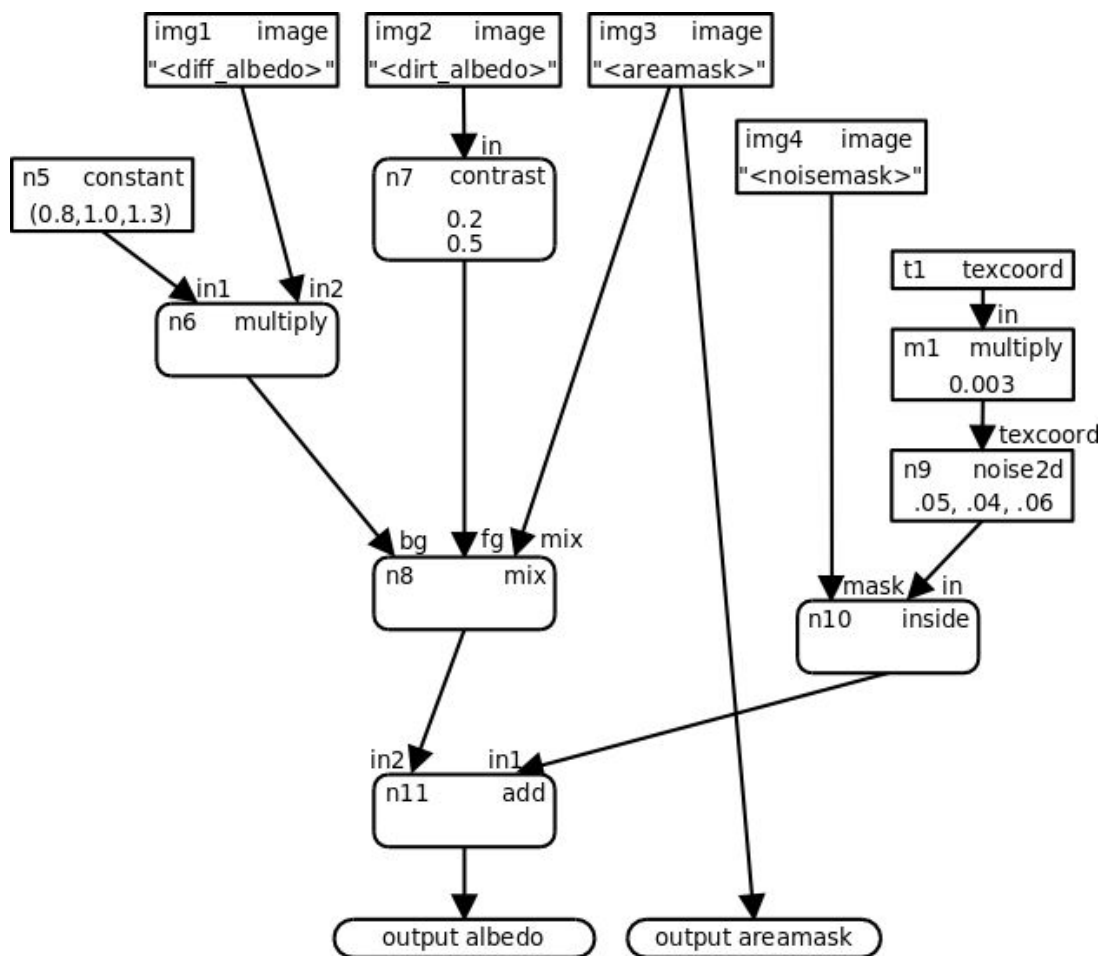 img1 image
"<diff_albedo>"
img2 image
"<dirt_albedo>"
img3 image
"<areamask>"
img4 image
"<noisemask>"
in
n5 constant
(0.8,1.0,1.3)
n7 contrast
0.2
0.5
t1 texcoord
in
in1
in2
n6 multiply
m1 multiply
0.003
texcoord
n9 noise2d
.05, .04, .06
bg
fg
mix
n8 mix
mask
in
n10 inside
in2
in1
n11 add
output albedo
output areamask